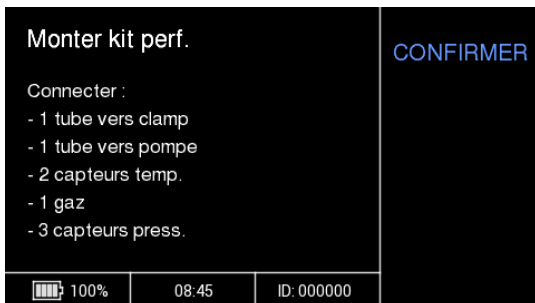 Monter kit perf.
CONFIRMER
Connecter :
- 1 tube vers clamp
- 1 tube vers pompe
- 2 capteurs temp.
- 1 gaz
- 3 capteurs press.
100%
08:45
ID: 000000